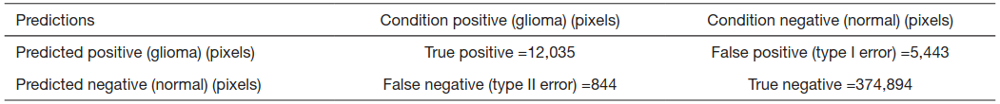 Predictions Condition positive (glioma) (pixels) Condition negative (normal) (pixels)
Predicted positive (glioma) (pixels) True positive =12,035 False positive (type I error) =5,443
Predicted negative (normal) (pixels) False negative (type II error) =844 True negative =374,894